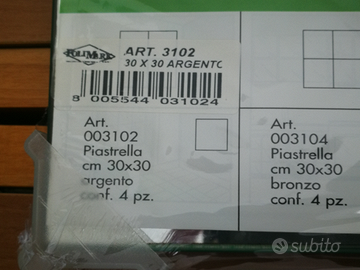 POLIMARK
ART. 3102
30 X 30 ARGENTO
8 005544 031024
Art.
003102
Piastrella
cm 30x30
argento
conf. 4 pz.
Art.
003104
Piastrella
cm 30x30
bronzo
conf. 4 pz.
subito